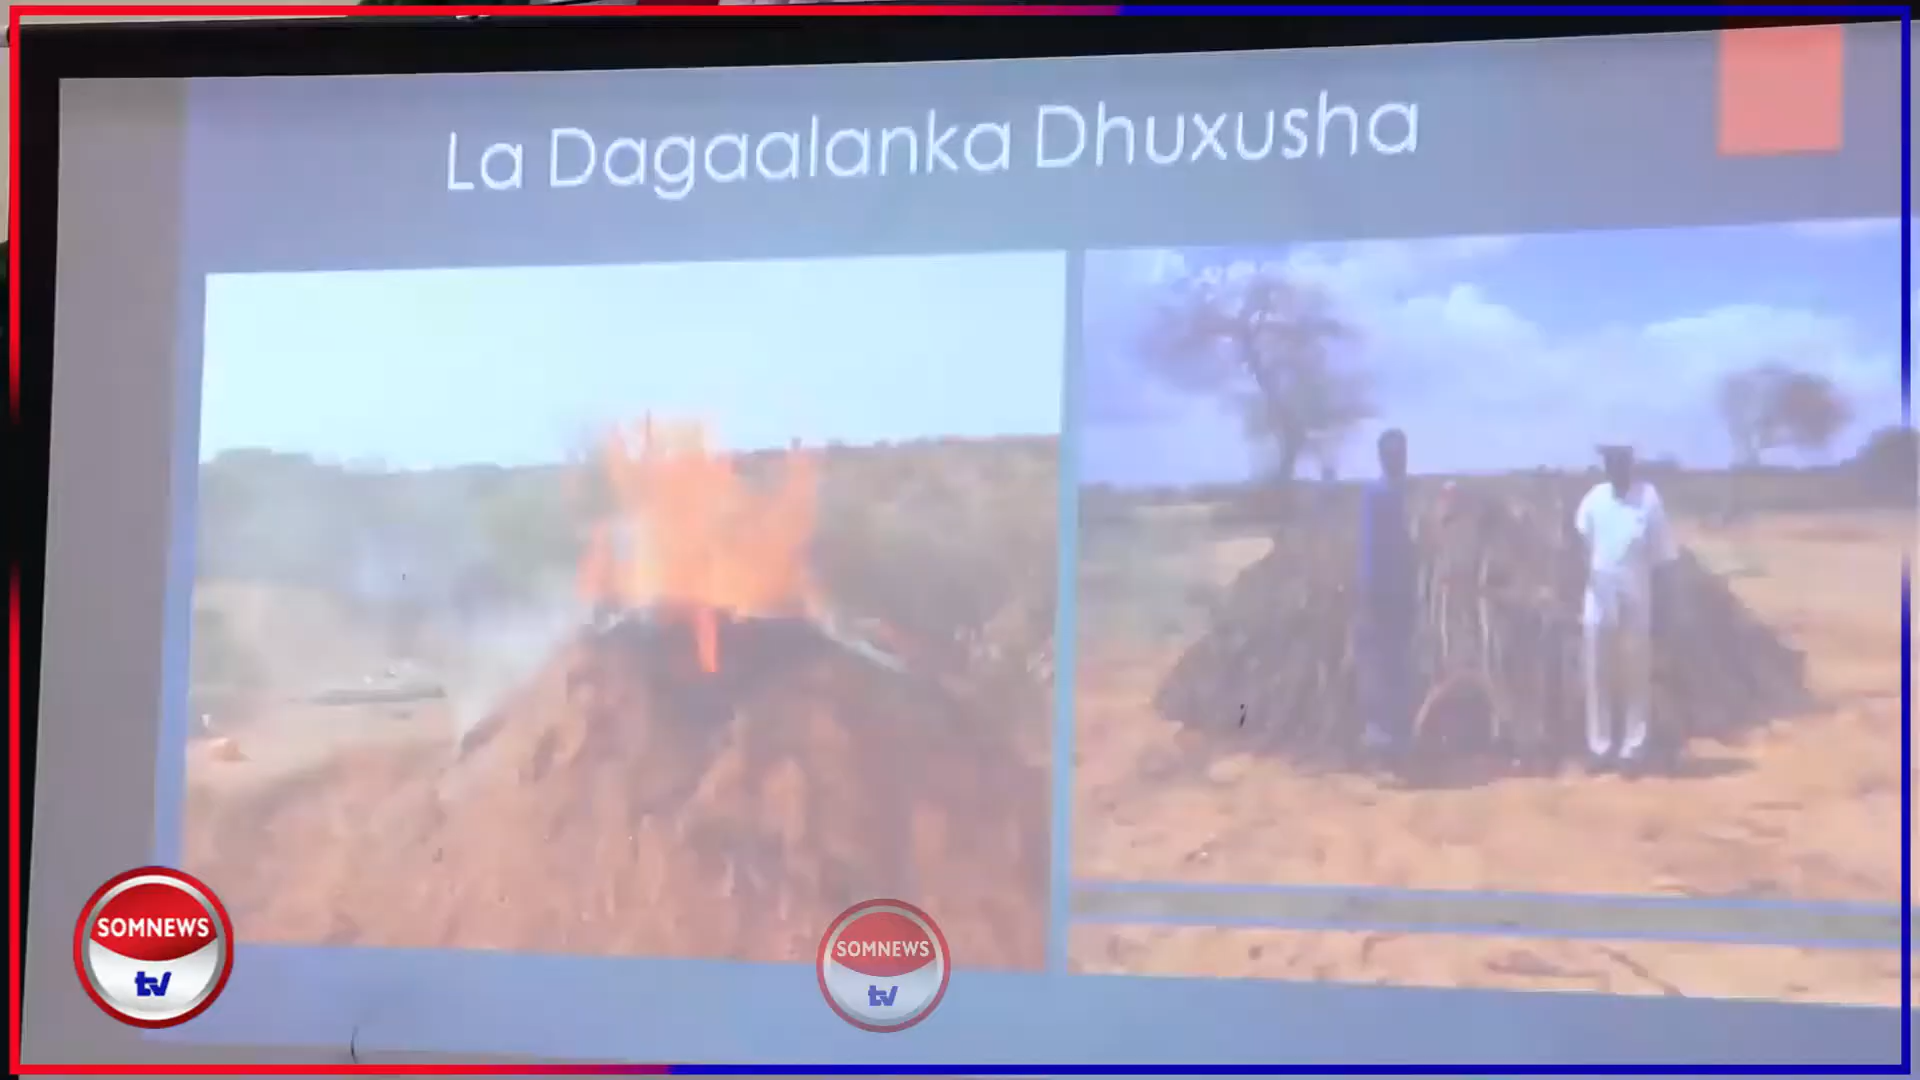 La Dagaalanka Dhuxusha
SOMNEWS
tv
SOMNEWS
tv